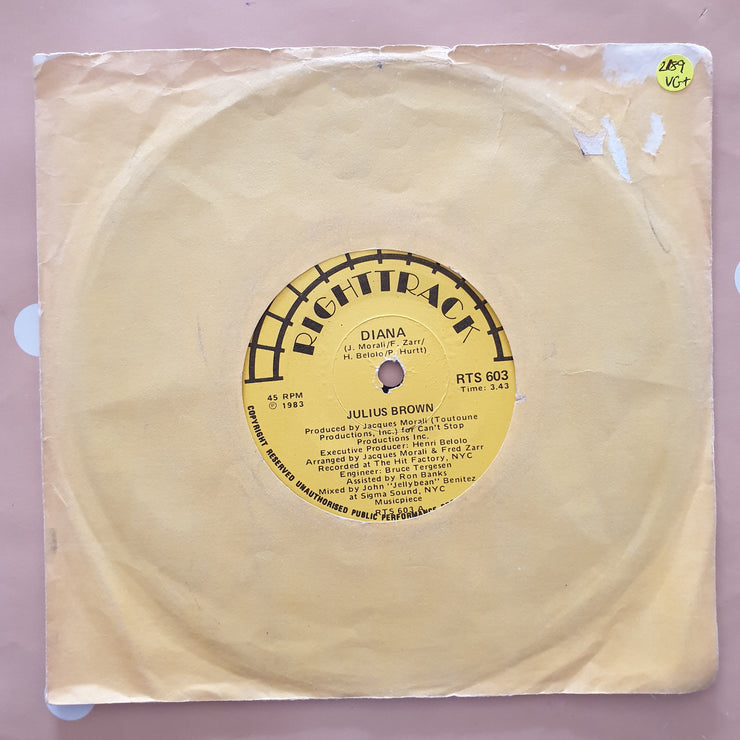 2189
VG+
RIGHTTRACK
DIANA
(J. Morali/F. Zarr/
H. Belolo/P. Hurtt)
RTS 603
Time: 3.43
45 RPM
℗ 1983
JULIUS BROWN
Produced by Jacques Morali (Toutoune
Productions, Inc.) for Can't Stop
Productions Inc.
Executive Producer: Henri Belolo
Arranged by Jacques Morali & Fred Zarr
Recorded at The Hit Factory, NYC
Engineer: Bruce Tergesen
Assisted by Ron Banks
Mixed by John "Jellybean" Benitez
at Sigma Sound, NYC
Musicpiece
RTS 603
COPYRIGHT RESERVED UNAUTHORISED PUBLIC PERFORMANCE